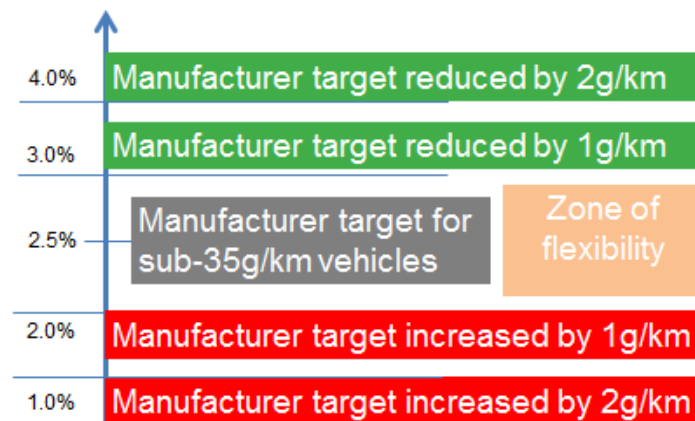 4.0%
Manufacturer target reduced by 2g/km
3.0%
Manufacturer target reduced by 1g/km
2.5%
Manufacturer target for
sub-35g/km vehicles
Zone of
flexibility
2.0%
Manufacturer target increased by 1g/km
1.0%
Manufacturer target increased by 2g/km